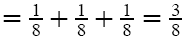 = 1/8 + 1/8 + 1/8 = 3/8